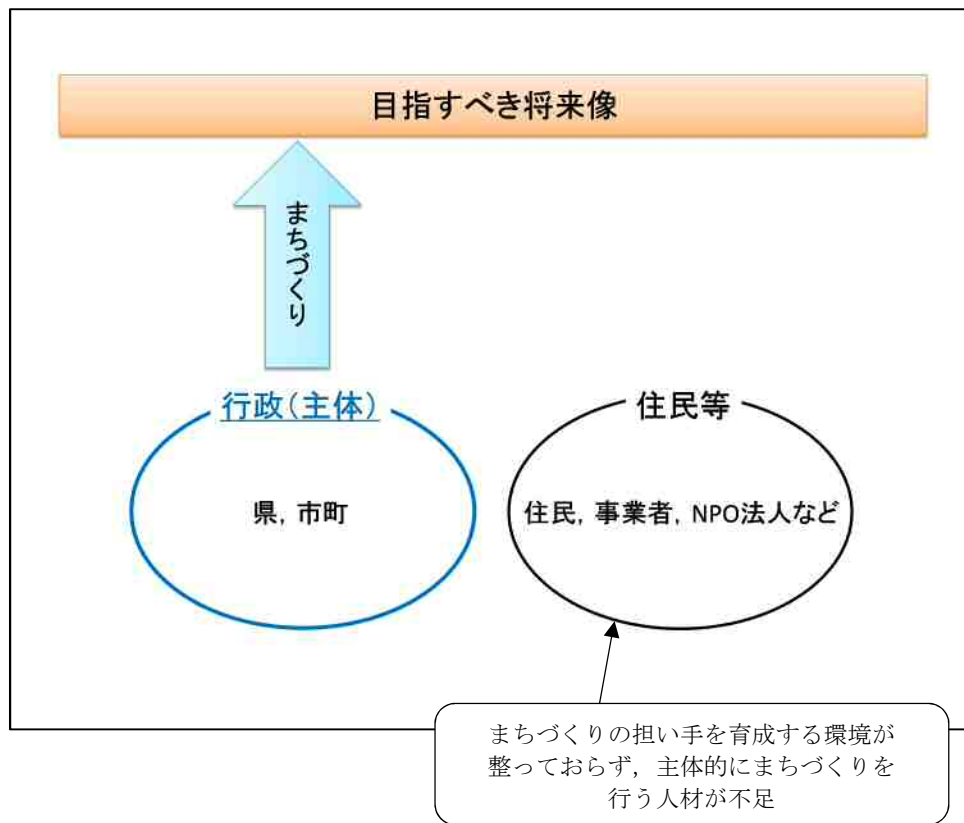 目指すべき将来像
まちづくり
行政（主体）
県，市町
住民等
住民，事業者，NPO法人など
まちづくりの担い手を育成する環境が
整っておらず，主体的にまちづくりを
行う人材が不足